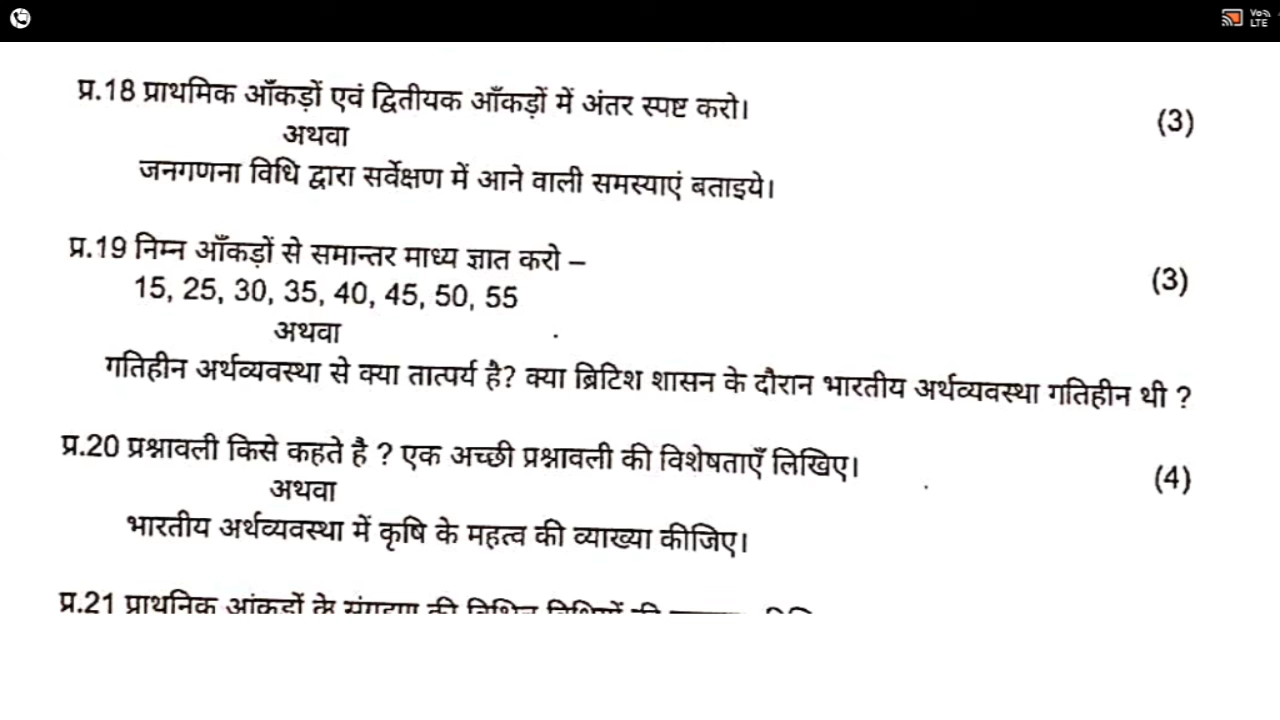 Vo
LTE
प्र.18 प्राथमिक आँकड़ों एवं द्वितीयक आँकड़ों में अंतर स्पष्ट करो। (3)
अथवा
जनगणना विधि द्वारा सर्वेक्षण में आने वाली समस्याएं बताइये।
प्र.19 निम्न आँकड़ों से समान्तर माध्य ज्ञात करो – (3)
15, 25, 30, 35, 40, 45, 50, 55
अथवा
गतिहीन अर्थव्यवस्था से क्या तात्पर्य है? क्या ब्रिटिश शासन के दौरान भारतीय अर्थव्यवस्था गतिहीन थी ?
प्र.20 प्रश्नावली किसे कहते है ? एक अच्छी प्रश्नावली की विशेषताएँ लिखिए। (4)
अथवा
भारतीय अर्थव्यवस्था में कृषि के महत्व की व्याख्या कीजिए।
प्र.21